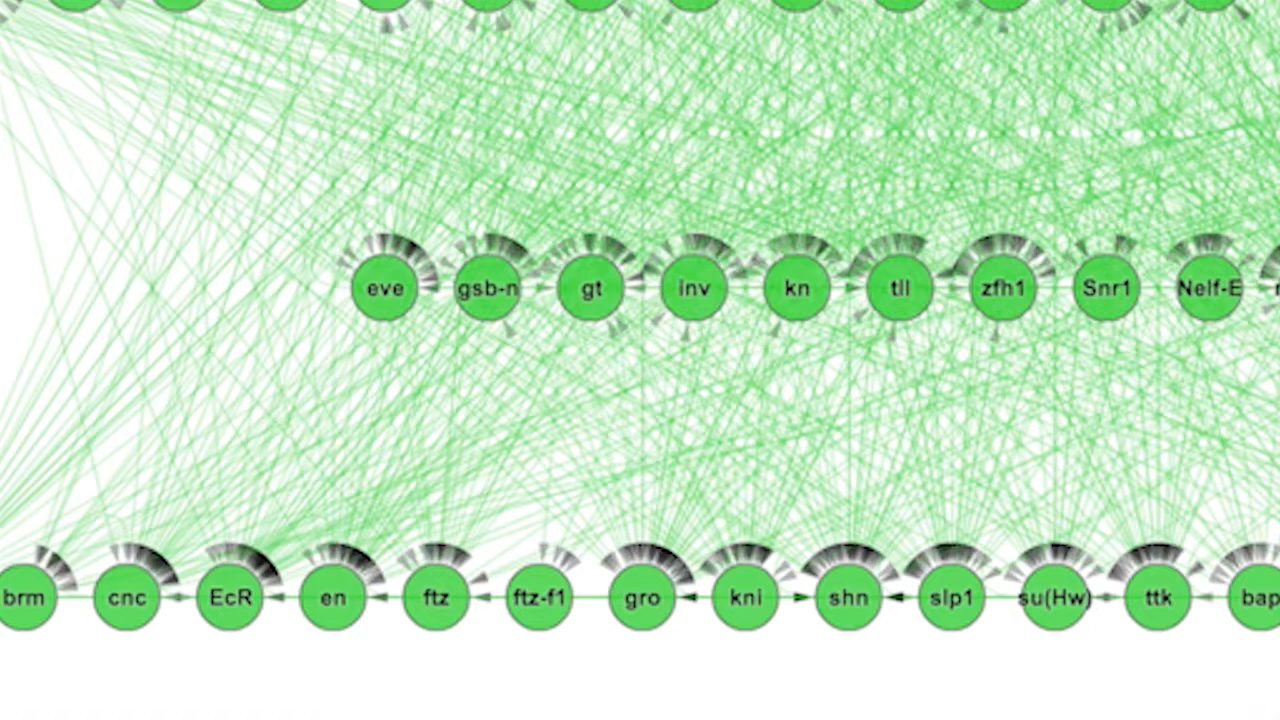 eve gsb-n gt inv kn tll zfh1 Snr1 Nelf-E
brm cnc EcR en ftz ftz-f1 gro kni shn slp1 su(Hw) ttk bap